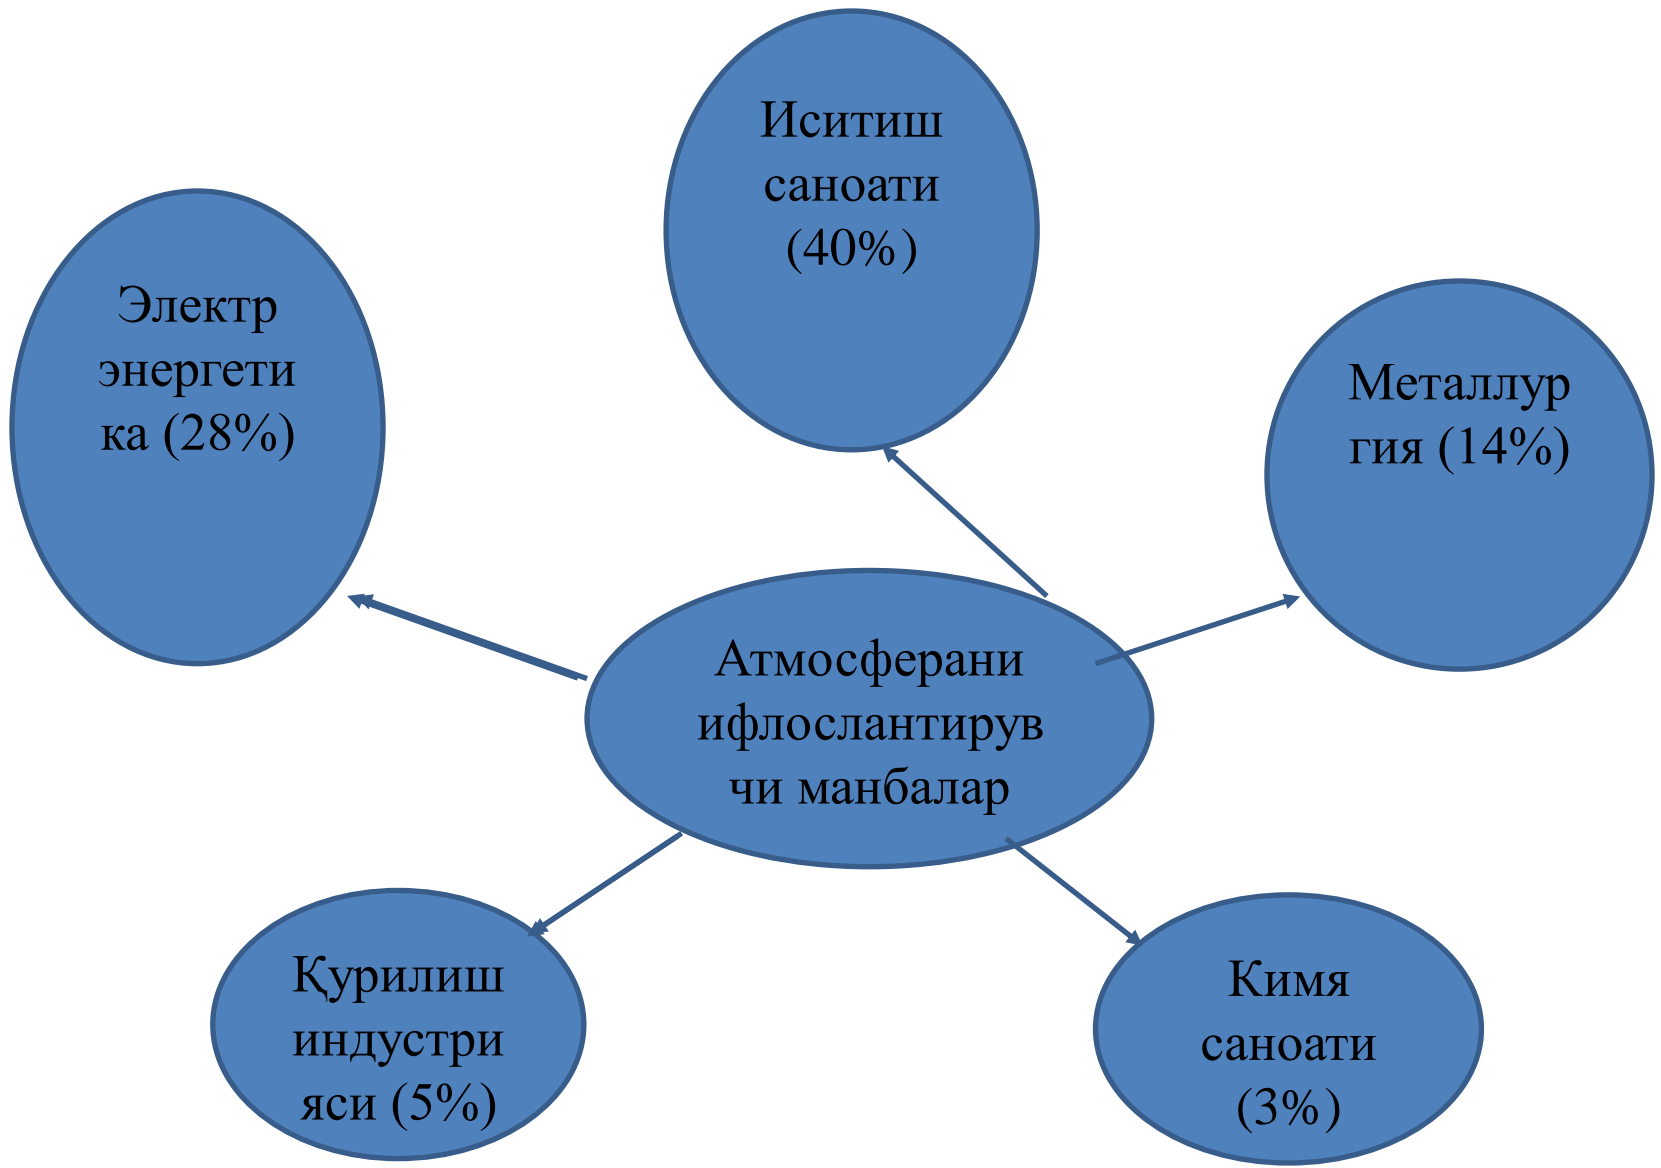 Иситиш
саноати
(40%)
Электр
энергети
ка (28%)
Металлур
гия (14%)
Атмосферани
ифлослантирув
чи манбалар
Қурилиш
индустри
яси (5%)
Кимя
саноати
(3%)